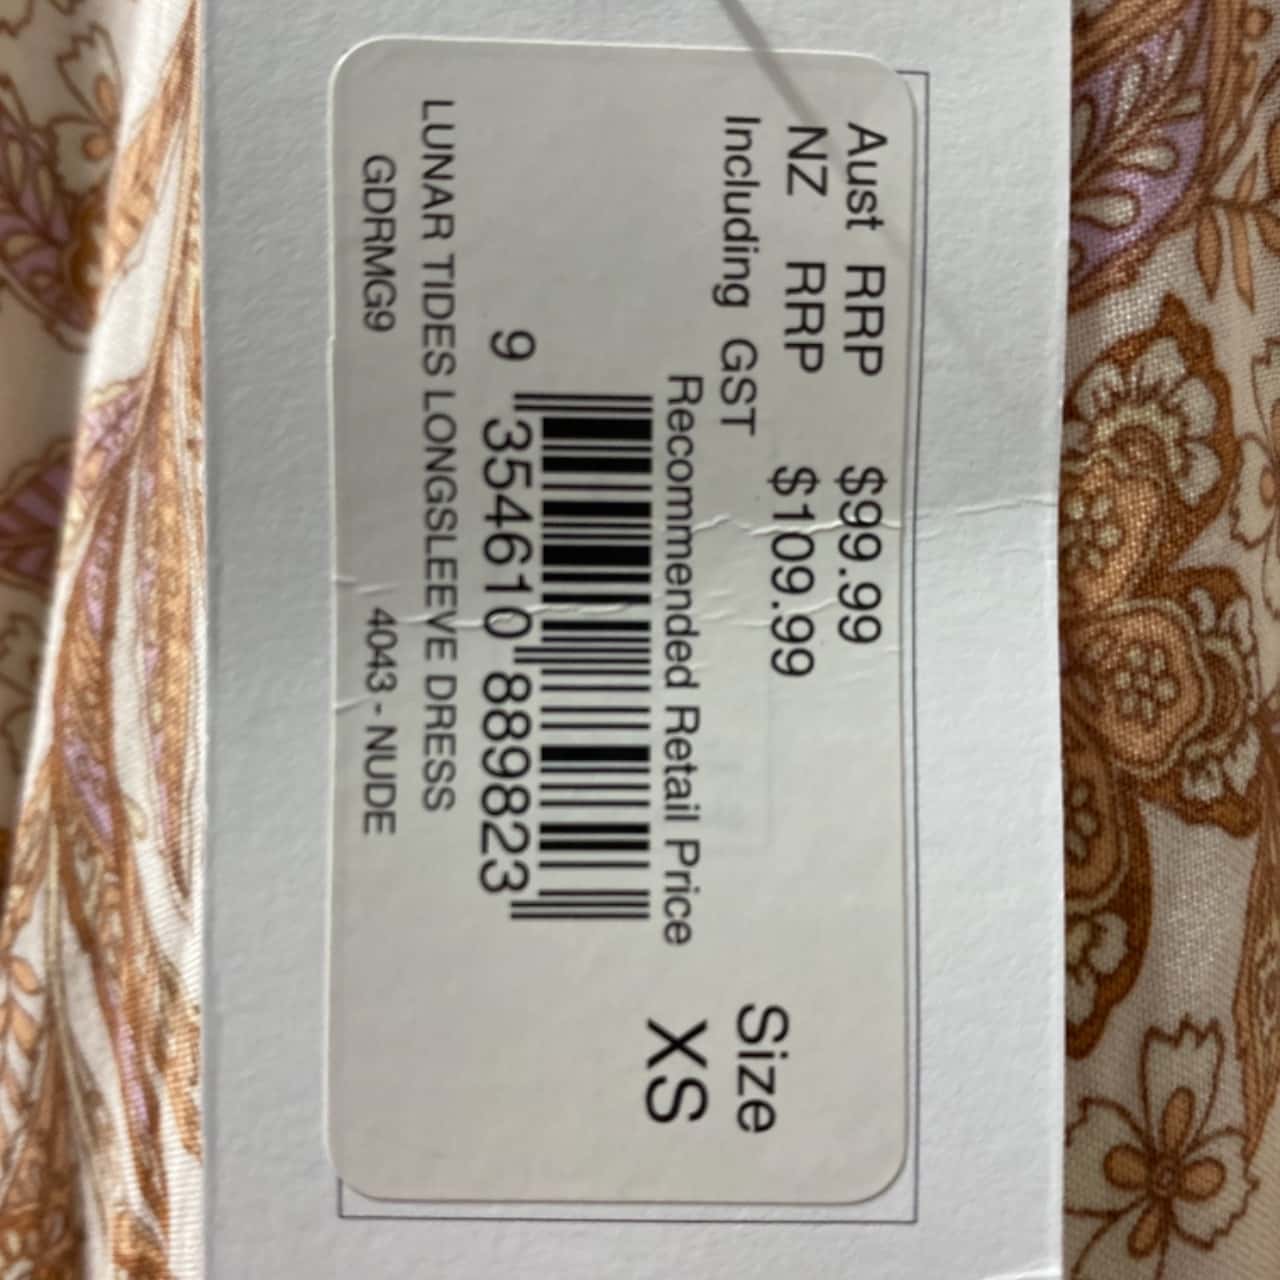 Aust RRP $99.99
NZ RRP $109.99
Including GST
Size
XS
Recommended Retail Price
9 354610 889823
LUNAR TIDES LONGSLEEVE DRESS
GDRMG9 4043 - NUDE